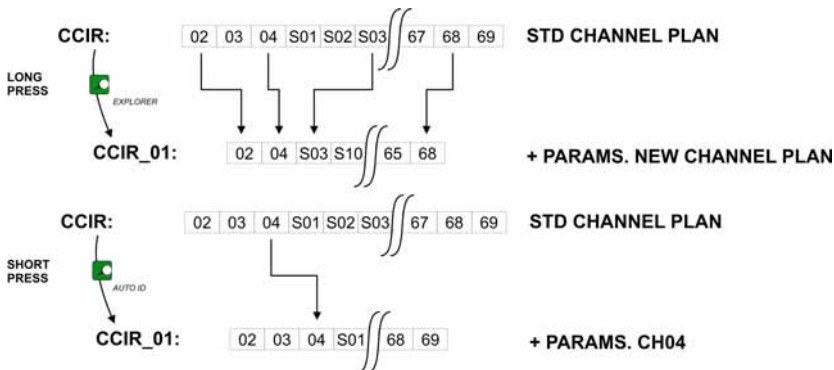 CCIR: 02 03 04 S01 S02 S03 67 68 69 STD CHANNEL PLAN
LONG
PRESS
EXPLORER
CCIR_01: 02 04 S03 S10 65 68 + PARAMS. NEW CHANNEL PLAN
CCIR: 02 03 04 S01 S02 S03 67 68 69 STD CHANNEL PLAN
SHORT
PRESS
AUTO ID
CCIR_01: 02 03 04 S01 68 69 + PARAMS. CH04